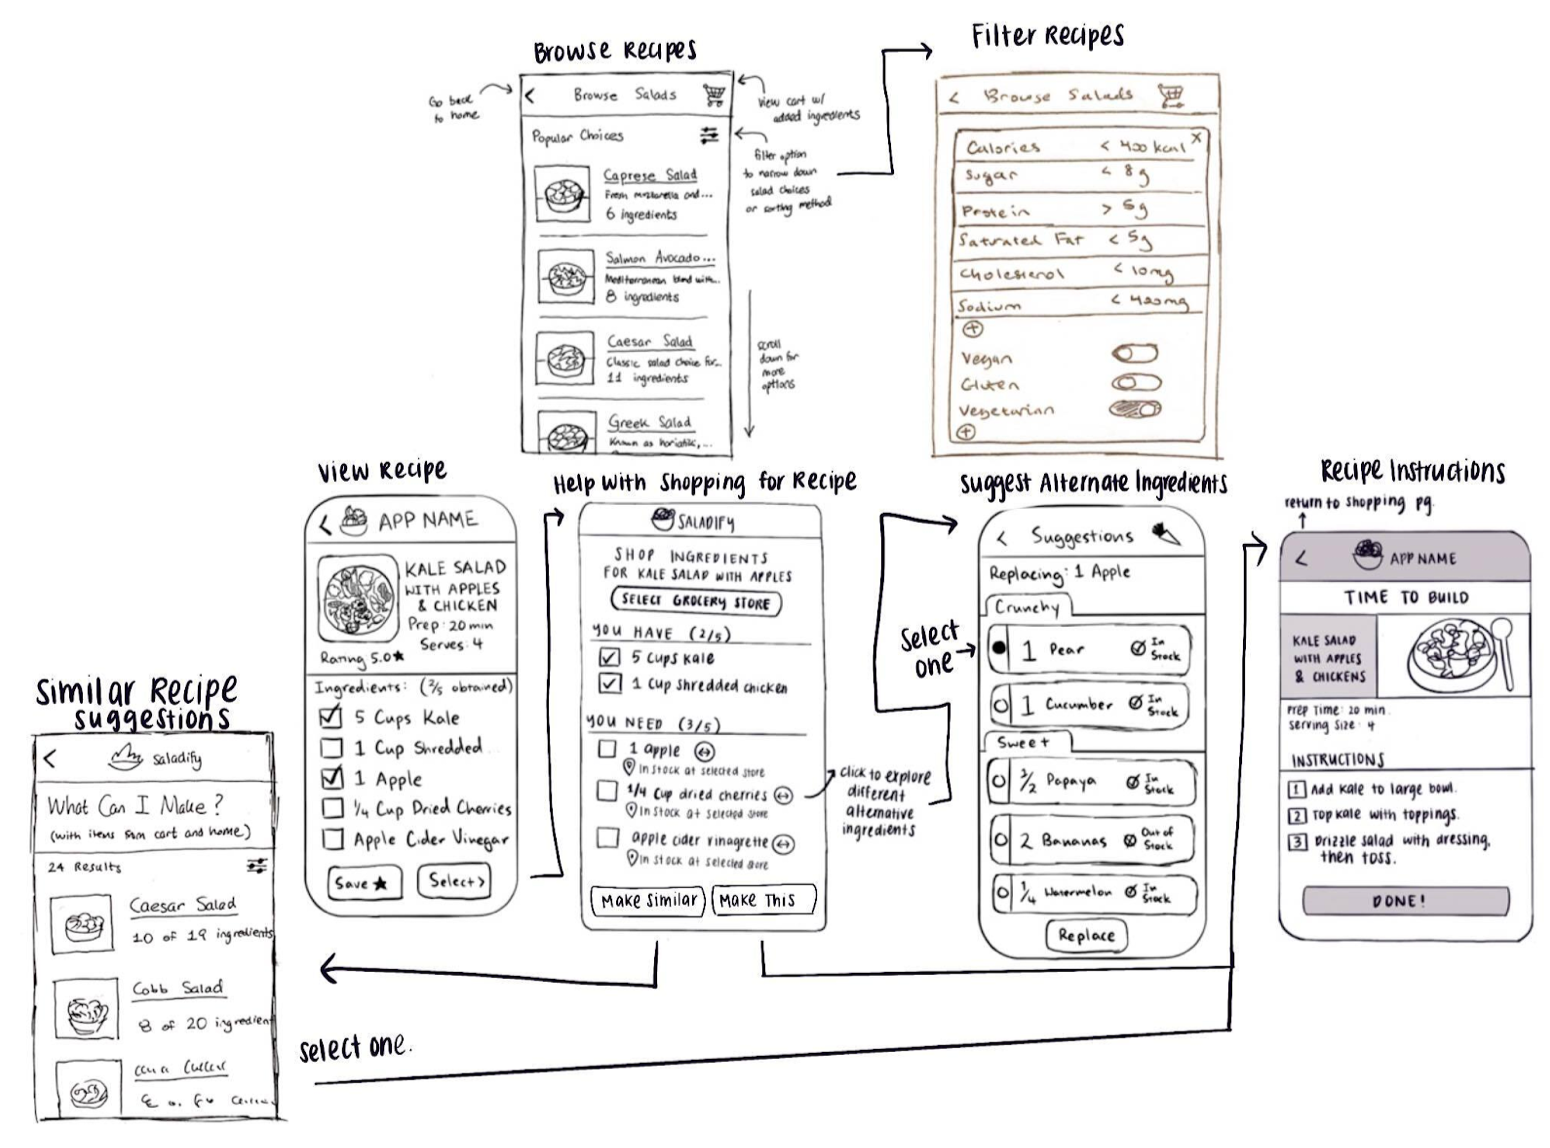 Browse Recipes
Go back
to home
< Browse Salads
View cart w/
added ingredients
Popular Choices
filter option
to narrow down
salad choices
or sorting method
Caprese Salad
Fresh mozzarella and...
6 ingredients
Salmon Avocado...
Mediterranean blend with...
8 ingredients
Caesar Salad
Classic salad choice for...
11 ingredients
Greek Salad
Known as horiatiki,...
scroll
down for
more
options
Filter Recipes
< Browse Salads
Calories < 400 kcal x
Sugar < 8g
Protein > 5g
Saturated Fat < 5g
Cholesterol < 10mg
Sodium < 420mg
+
Vegan
Gluten
Vegetarian
+
View Recipe
< APP NAME
KALE SALAD
WITH APPLES
& CHICKEN
Prep: 20 min
Serves: 4
Rating 5.0★
Ingredients: (2/5 obtained)
5 Cups Kale
1 Cup Shredded
1 Apple
1/4 Cup Dried Cherries
Apple Cider Vinegar
Save ★
Select >
Help With Shopping for Recipe
SALADIFY
SHOP INGREDIENTS
FOR KALE SALAD WITH APPLES
SELECT GROCERY STORE
YOU HAVE (2/5)
5 Cups Kale
1 Cup Shredded chicken
YOU NEED (3/5)
1 apple
In Stock at selected store
1/4 Cup dried cherries
In Stock at selected store
apple cider vinagrette
In Stock at selected store
Make Similar
Make This
click to explore
different
alternative
ingredients
Suggest Alternate Ingredients
< Suggestions
Replacing: 1 Apple
Crunchy
Select
one
1 Pear In Stock
1 Cucumber In Stock
Sweet
1/2 Papaya In Stock
2 Bananas Out of Stock
1/4 Watermelon In Stock
Replace
Recipe Instructions
return to shopping pg.
< APP NAME
TIME TO BUILD
KALE SALAD
WITH APPLES
& CHICKENS
Prep Time: 20 min.
Serving Size: 4
INSTRUCTIONS
1 Add kale to large bowl.
2 Top kale with toppings.
3 Drizzle salad with dressing,
then toss.
DONE!
Similar Recipe
Suggestions
< saladify
What Can I Make?
(with items from cart and home)
24 Results
Caesar Salad
10 of 19 ingredients
Cobb Salad
8 of 20 ingredient
select one.